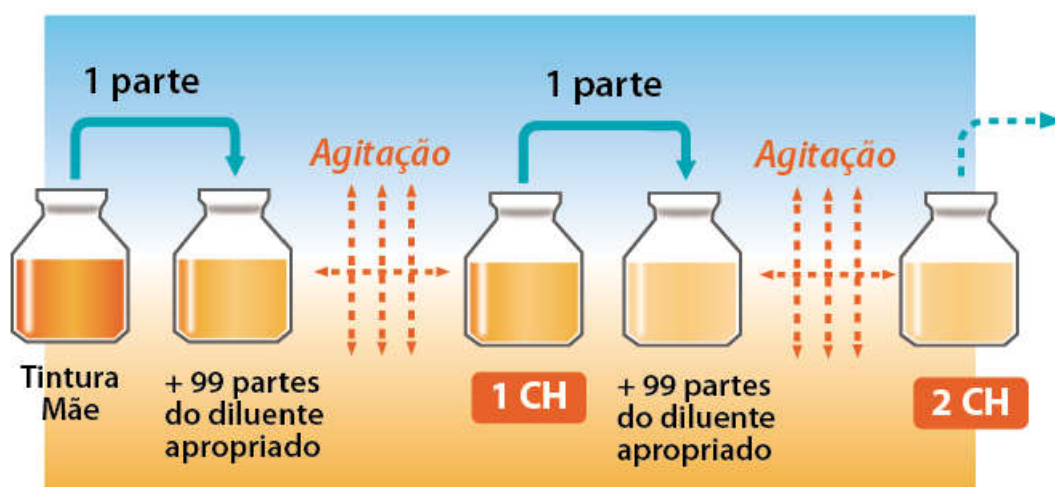 1 parte
1 parte
Agitação
Agitação
Tintura
Mãe
+ 99 partes
do diluente
apropriado
1 CH
+ 99 partes
do diluente
apropriado
2 CH